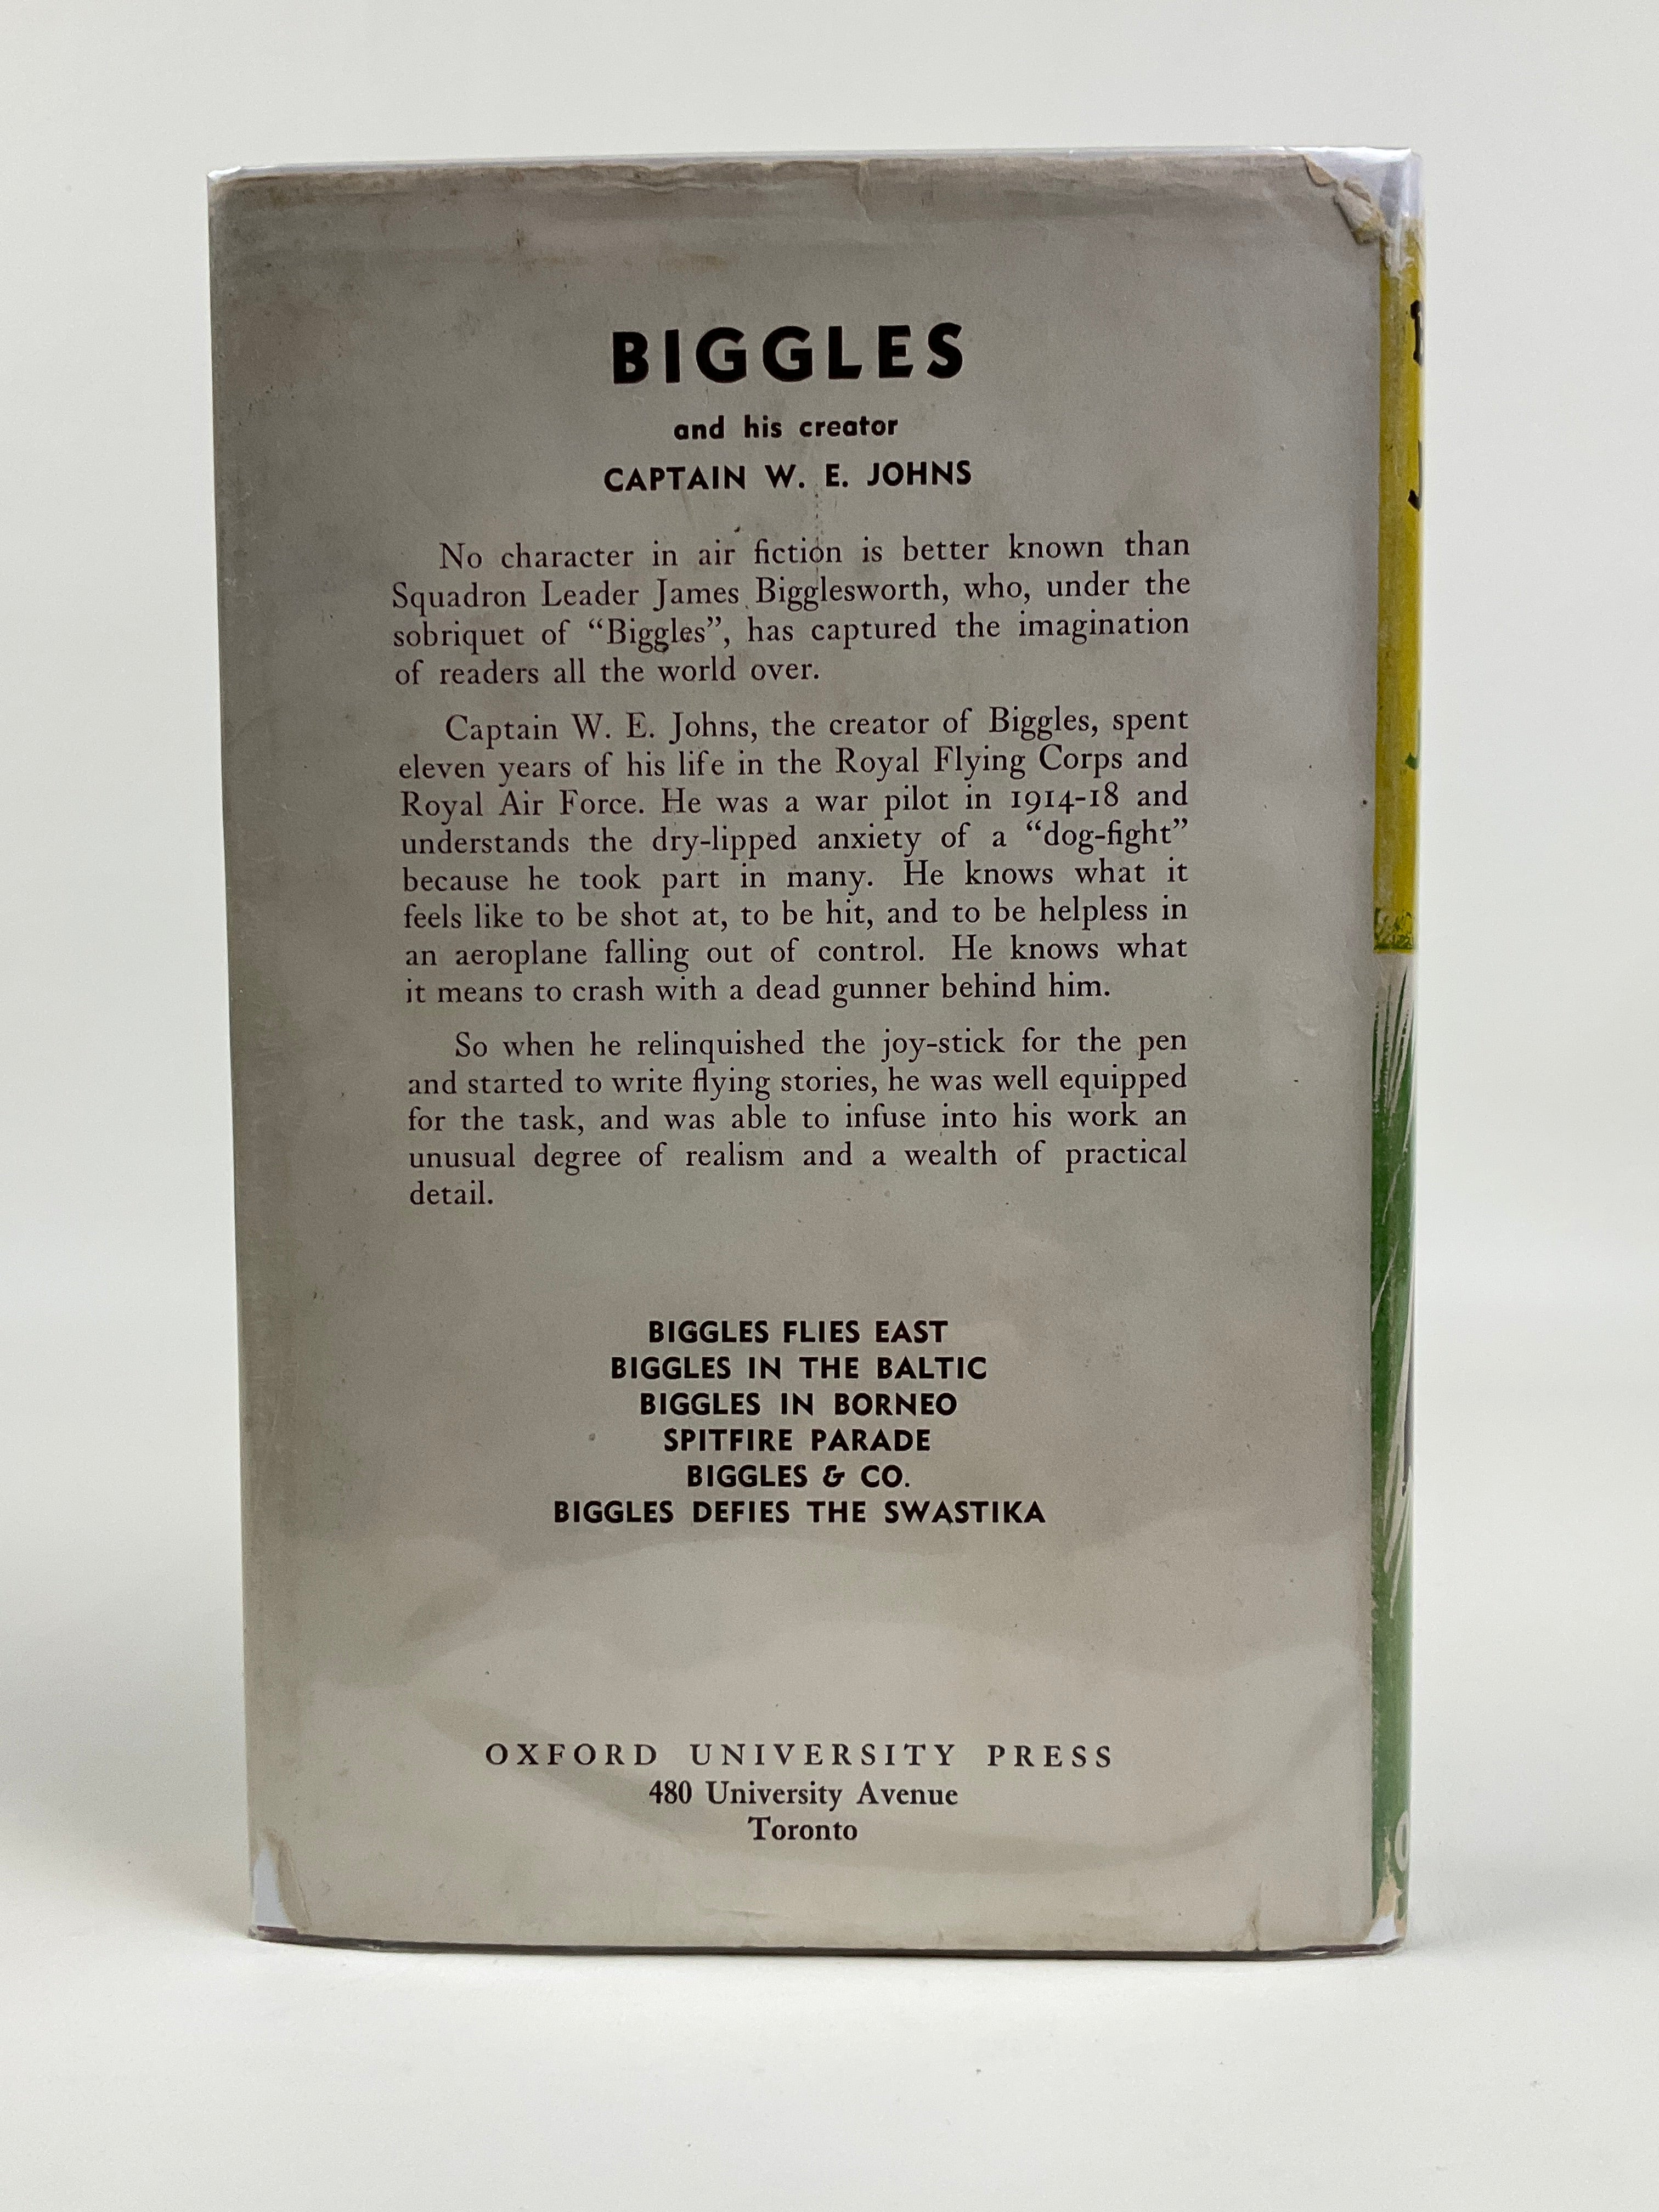 BIGGLES
and his creator
CAPTAIN W. E. JOHNS
No character in air fiction is better known than
Squadron Leader James Bigglesworth, who, under the
sobriquet of “Biggles”, has captured the imagination
of readers all the world over.
Captain W. E. Johns, the creator of Biggles, spent
eleven years of his life in the Royal Flying Corps and
Royal Air Force. He was a war pilot in 1914-18 and
understands the dry-lipped anxiety of a “dog-fight”
because he took part in many. He knows what it
feels like to be shot at, to be hit, and to be helpless in
an aeroplane falling out of control. He knows what
it means to crash with a dead gunner behind him.
So when he relinquished the joy-stick for the pen
and started to write flying stories, he was well equipped
for the task, and was able to infuse into his work an
unusual degree of realism and a wealth of practical
detail.
BIGGLES FLIES EAST
BIGGLES IN THE BALTIC
BIGGLES IN BORNEO
SPITFIRE PARADE
BIGGLES & CO.
BIGGLES DEFIES THE SWASTIKA
OXFORD UNIVERSITY PRESS
480 University Avenue
Toronto